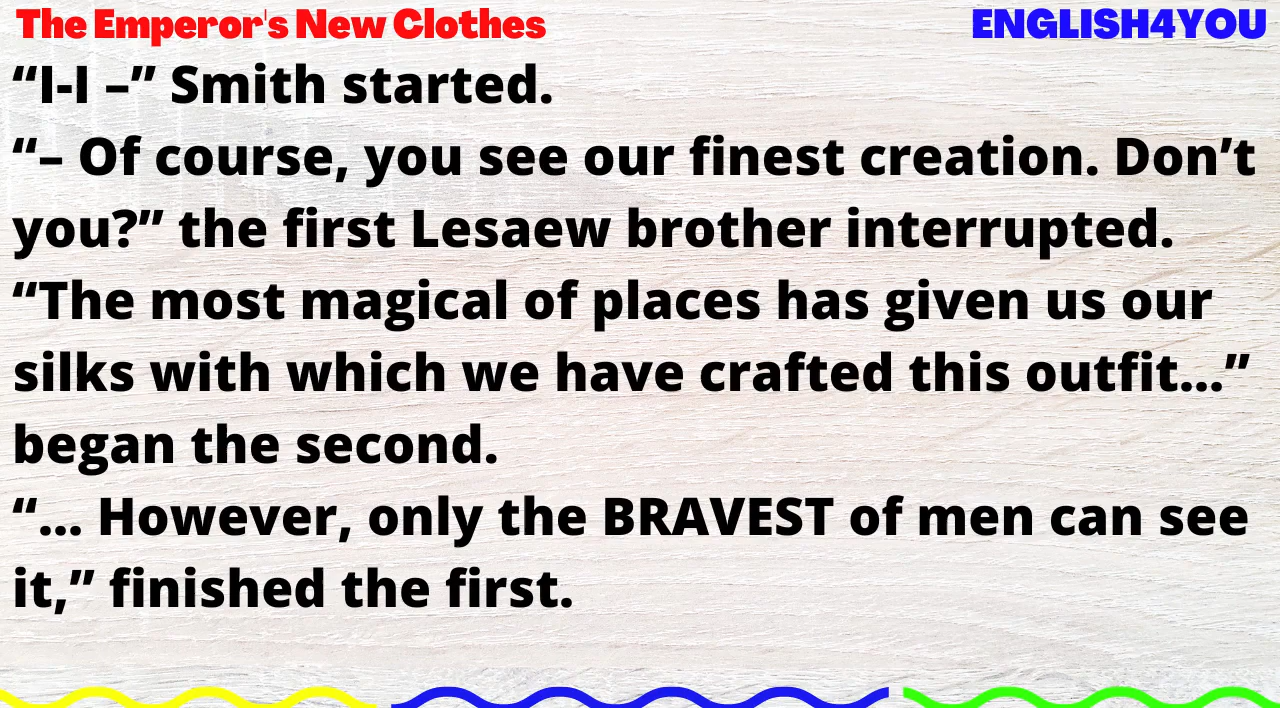 The Emperor's New Clothes
ENGLISH4YOU
“I-I –” Smith started.
“– Of course, you see our finest creation. Don’t
you?” the first Lesaew brother interrupted.
“The most magical of places has given us our
silks with which we have crafted this outfit...”
began the second.
“... However, only the BRAVEST of men can see
it,” finished the first.